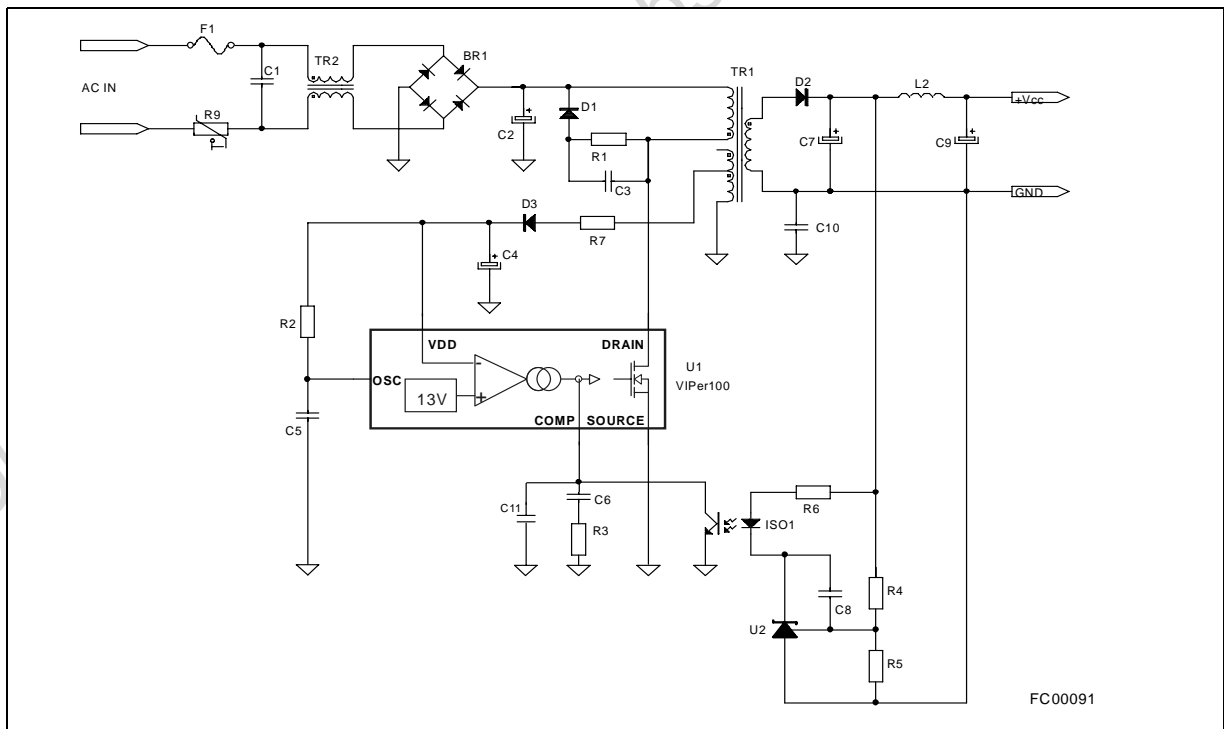 F1
AC IN
C1
TR2
BR1
R9
C2
D1
R1
C3
TR1
D2
L2
+Vcc
C7
C9
GND
C10
D3
R7
C4
R2
VDD
DRAIN
U1
VIPer100
OSC
-
13V
+
COMP
SOURCE
C5
C11
C6
R3
R6
ISO1
C8
R4
U2
R5
FC00091